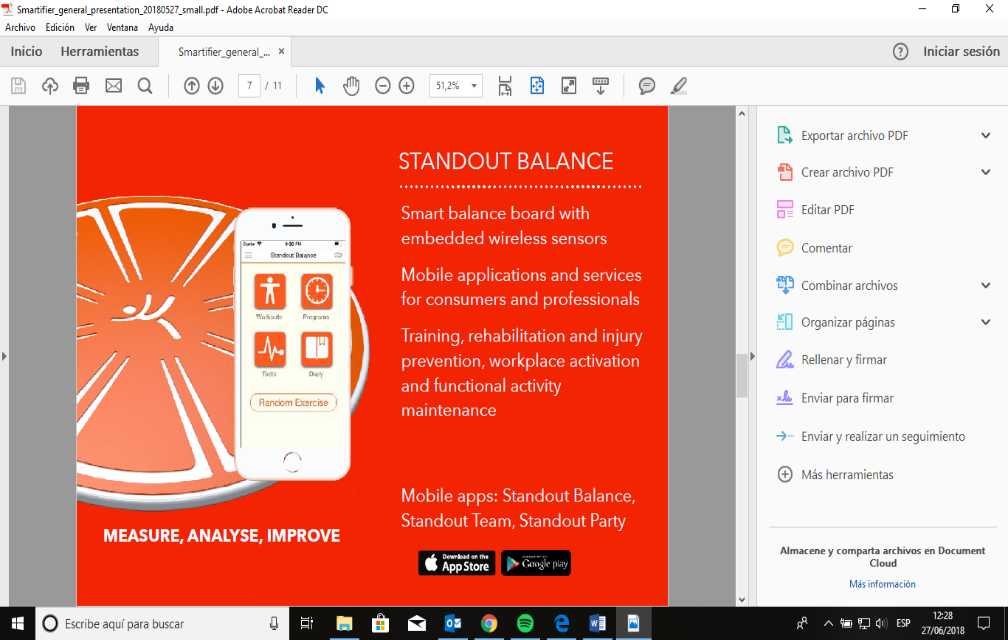 Smartifier_general_presentation_20180527_small.pdf - Adobe Acrobat Reader DC
Archivo Edición Ver Ventana Ayuda
Inicio Herramientas Smartifier_general_... × Iniciar sesión
7 / 11 51,2%
STANDOUT BALANCE
Smart balance board with
embedded wireless sensors
Mobile applications and services
for consumers and professionals
Training, rehabilitation and injury
prevention, workplace activation
and functional activity
maintenance
Mobile apps: Standout Balance,
Standout Team, Standout Party
Download on the
App Store
Google play
Standout Balance
Workouts Programs
Tests Diary
Random Exercise
MEASURE, ANALYSE, IMPROVE
Exportar archivo PDF
Crear archivo PDF
Editar PDF
Comentar
Combinar archivos
Organizar páginas
Rellenar y firmar
Enviar para firmar
Enviar y realizar un seguimiento
Más herramientas
Almacene y comparta archivos en Document
Cloud
Más información
Escribe aquí para buscar
ESP
12:28
27/06/2018